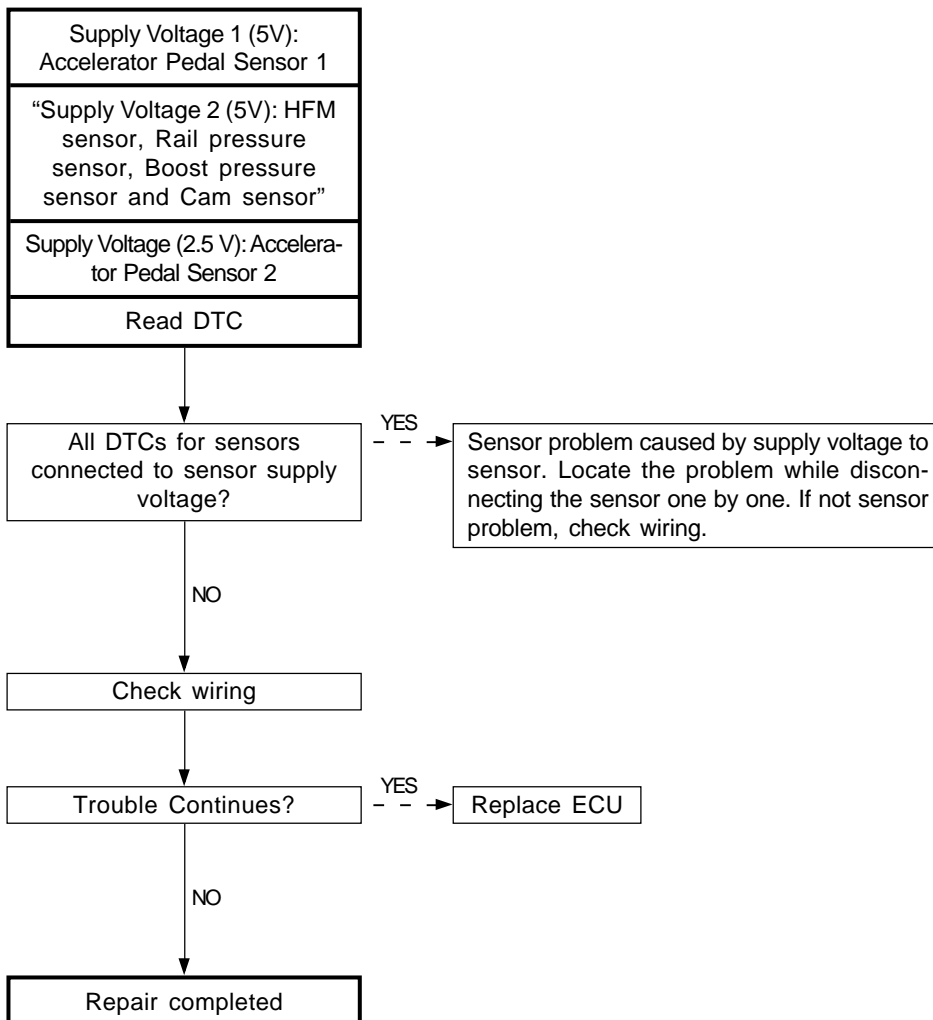 Supply Voltage 1 (5V):
Accelerator Pedal Sensor 1
“Supply Voltage 2 (5V): HFM
sensor, Rail pressure
sensor, Boost pressure
sensor and Cam sensor”
Supply Voltage (2.5 V): Accelera-
tor Pedal Sensor 2
Read DTC
All DTCs for sensors
connected to sensor supply
voltage?
YES
Sensor problem caused by supply voltage to
sensor. Locate the problem while discon-
necting the sensor one by one. If not sensor
problem, check wiring.
NO
Check wiring
Trouble Continues?
YES
Replace ECU
NO
Repair completed